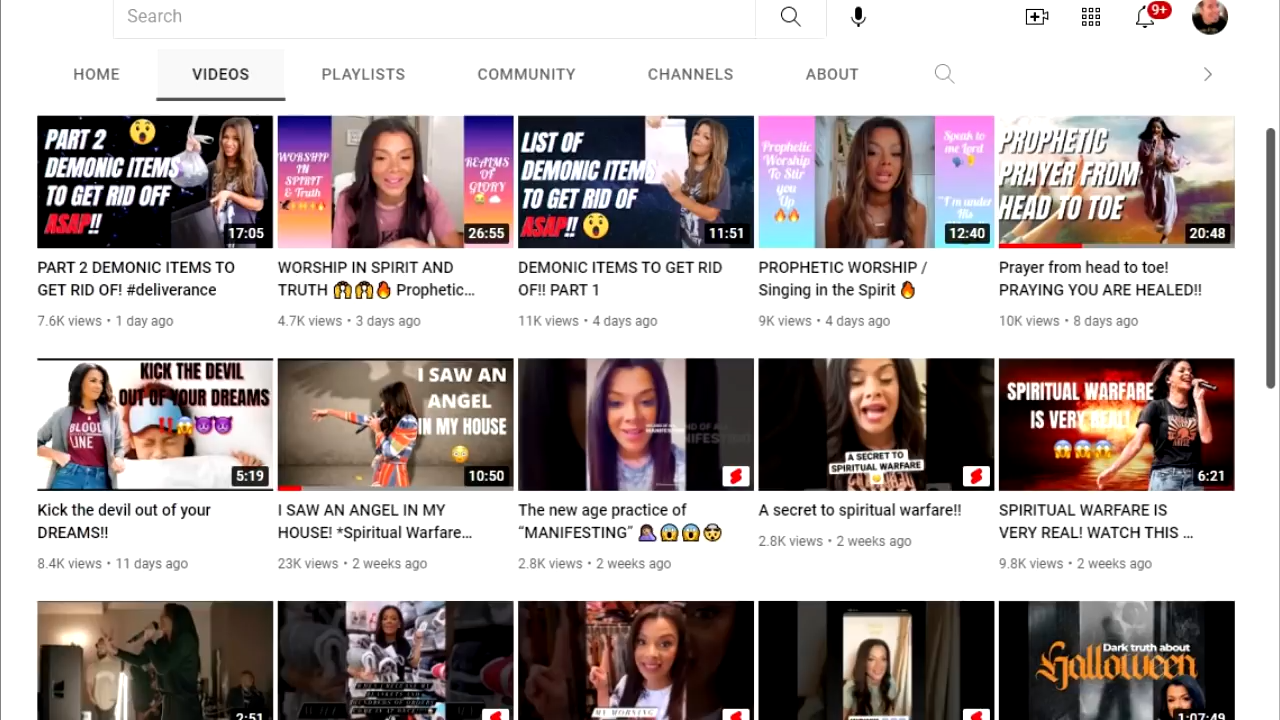 Search
9+
HOME
VIDEOS
PLAYLISTS
COMMUNITY
CHANNELS
ABOUT
PART 2
DEMONIC ITEMS
TO GET RID OFF
ASAP!!
17:05
WORSHIP
IN
SPIRIT
& Truth
REALMS
OF
GLORY
26:55
LIST OF
DEMONIC ITEMS
TO GET RID OF
ASAP!!
11:51
Prophetic
Worship
To Stir
you
Up
Speak to
me Lord
"I'm under
His
12:40
PROPHETIC
PRAYER FROM
HEAD TO TOE
20:48
PART 2 DEMONIC ITEMS TO
GET RID OF! #deliverance
7.6K views • 1 day ago
WORSHIP IN SPIRIT AND
TRUTH 🙌🙌🔥 Prophetic...
4.7K views • 3 days ago
DEMONIC ITEMS TO GET RID
OF!! PART 1
11K views • 4 days ago
PROPHETIC WORSHIP /
Singing in the Spirit 🔥
9K views • 4 days ago
Prayer from head to toe!
PRAYING YOU ARE HEALED!!
10K views • 8 days ago
KICK THE DEVIL
OUT OF YOUR DREAMS
BLOOD
LINE
5:19
I SAW AN
ANGEL
IN MY HOUSE
10:50
MANIFESTING
A SECRET TO
SPIRITUAL WARFARE
SPIRITUAL WARFARE
IS VERY REAL!
6:21
Kick the devil out of your
DREAMS!!
8.4K views • 11 days ago
I SAW AN ANGEL IN MY
HOUSE! *Spiritual Warfare...
23K views • 2 weeks ago
The new age practice of
“MANIFESTING” 🤦🏽‍♀️😱😱🤯
2.8K views • 2 weeks ago
A secret to spiritual warfare!!
2.8K views • 2 weeks ago
SPIRITUAL WARFARE IS
VERY REAL! WATCH THIS ...
9.8K views • 2 weeks ago
2:51
MY MORNING
Dark truth about
Halloween
1:07:49